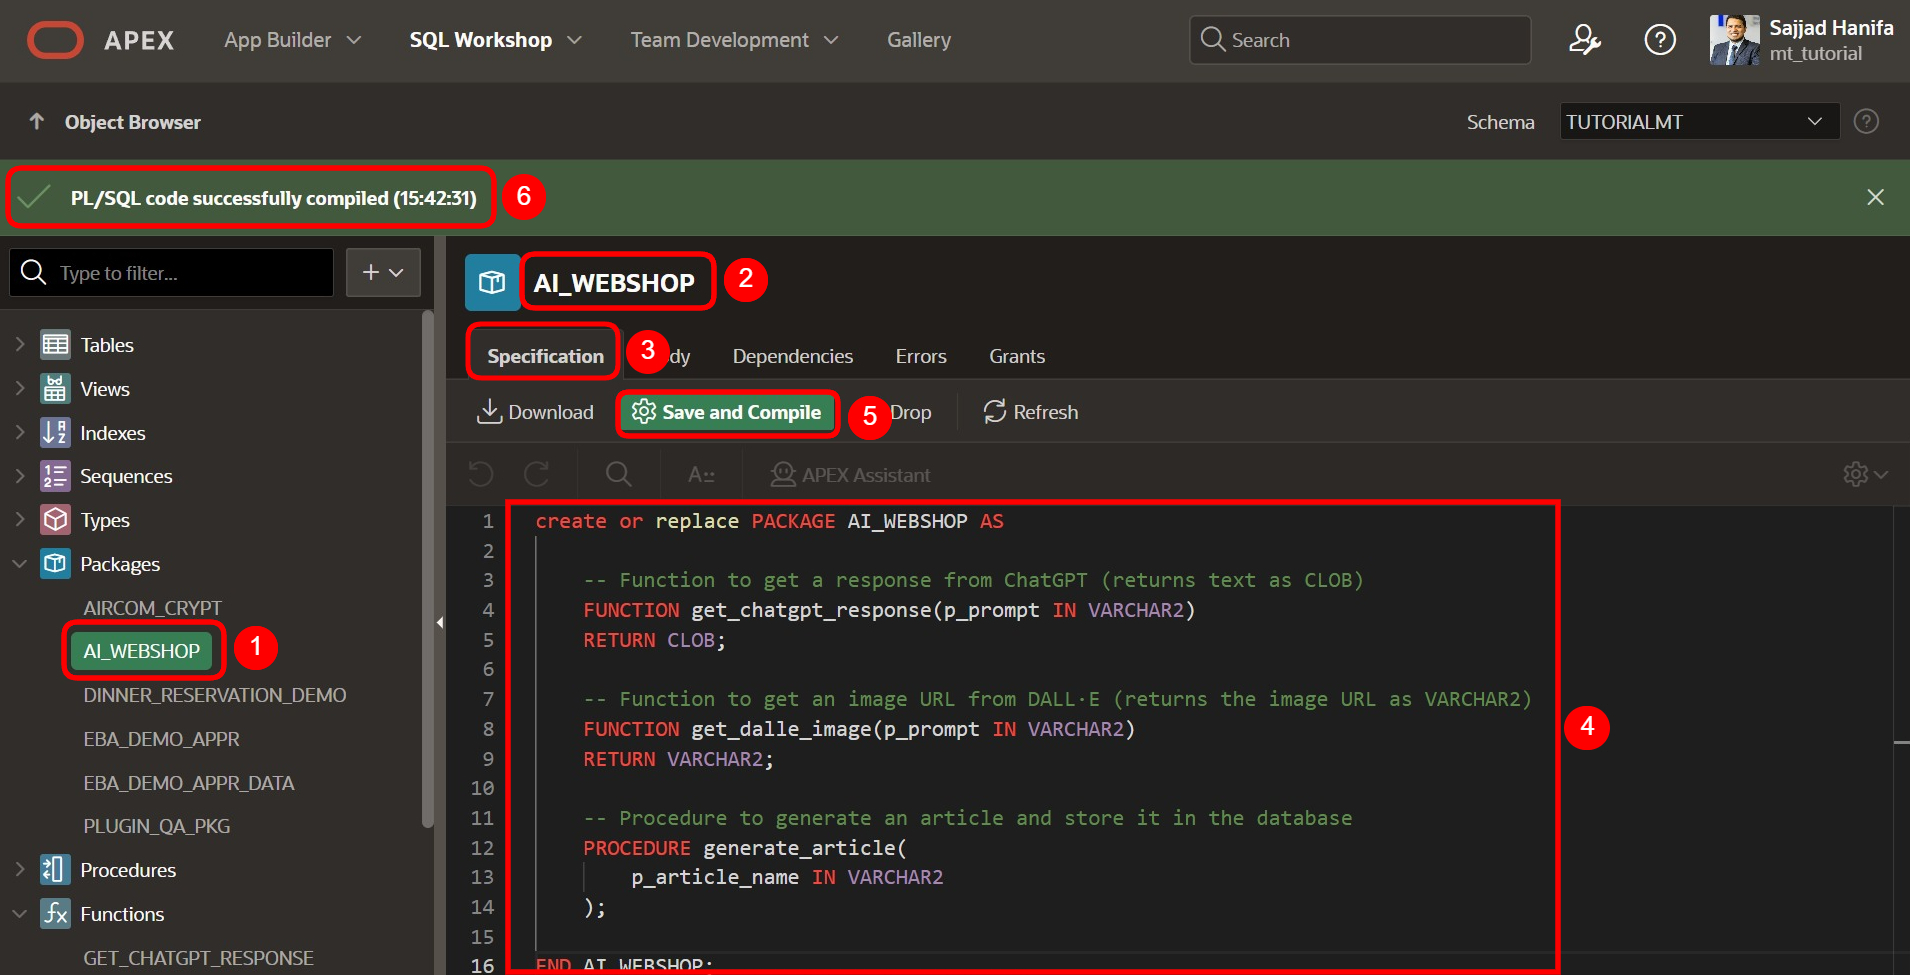 APEX App Builder SQL Workshop Team Development Gallery Search Sajjad Hanifa
mt_tutorial
Object Browser Schema TUTORIALMT
PL/SQL code successfully compiled (15:42:31) 6
Type to filter...
Tables
Views
Indexes
Sequences
Types
Packages
AIRCOM_CRYPT
AI_WEBSHOP 1
DINNER_RESERVATION_DEMO
EBA_DEMO_APPR
EBA_DEMO_APPR_DATA
PLUGIN_QA_PKG
Procedures
Functions
GET_CHATGPT_RESPONSE
AI_WEBSHOP 2
Specification 3 dy Dependencies Errors Grants
Download Save and Compile 5 Drop Refresh
APEX Assistant
1 create or replace PACKAGE AI_WEBSHOP AS
2
3 -- Function to get a response from ChatGPT (returns text as CLOB)
4 FUNCTION get_chatgpt_response(p_prompt IN VARCHAR2)
5 RETURN CLOB;
6
7 -- Function to get an image URL from DALL·E (returns the image URL as VARCHAR2)
8 FUNCTION get_dalle_image(p_prompt IN VARCHAR2)
9 RETURN VARCHAR2;
10
11 -- Procedure to generate an article and store it in the database
12 PROCEDURE generate_article(
13 p_article_name IN VARCHAR2
14 );
15
16 END AI_WEBSHOP;
4